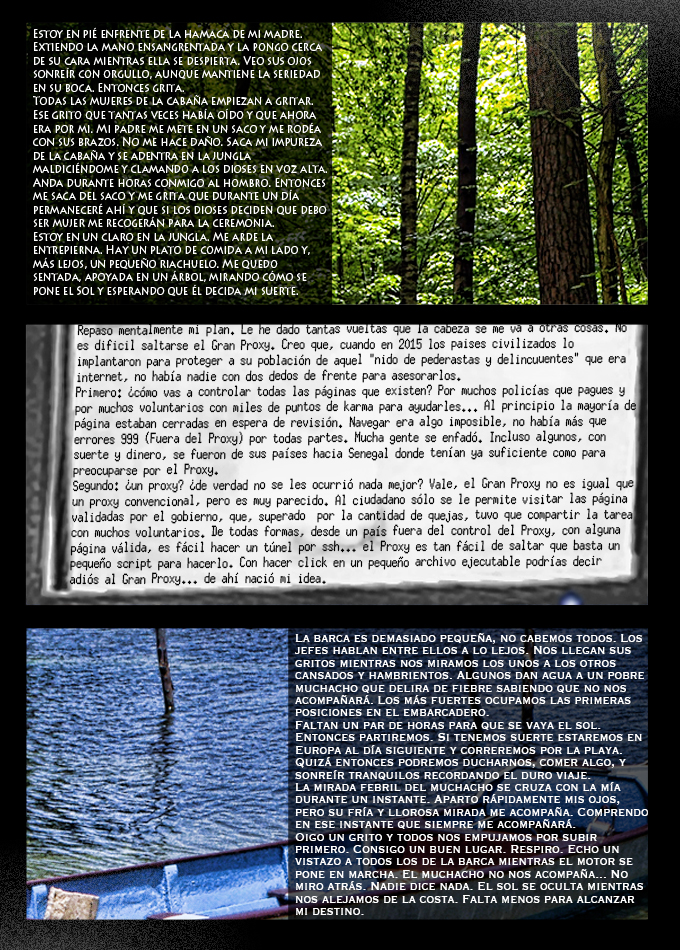 Estoy en pié enfrente de la hamaca de mi madre.
Extiendo la mano ensangrentada y la pongo cerca
de su cara mientras ella se despierta. Veo sus ojos
sonreír con orgullo, aunque mantiene la seriedad
en su boca. Entonces grita.
Todas las mujeres de la cabaña empiezan a gritar.
Ese grito que tantas veces había oído y que ahora
era por mi. Mi padre me mete en un saco y me rodéa
con sus brazos. No me hace daño. Saca mi impureza
de la cabaña y se adentra en la jungla
maldiciéndome y clamando a los dioses en voz alta.
Anda durante horas conmigo al hombro. Entonces
me saca del saco y me grita que durante un día
permaneceré ahí y que si los dioses deciden que debo
ser mujer me recogerán para la ceremonia.
Estoy en un claro en la jungla. Me arde la
entrepierna. Hay un plato de comida a mi lado y,
más lejos, un pequeño riachuelo. Me quedo
sentada, apoyada en un árbol, mirando cómo se
pone el Sol y esperando que él decida mi suerte.
Repaso mentalmente mi plan. Le he dado tantas vueltas que la cabeza se me va a otras cosas. No
es difícil saltarse el Gran Proxy. Creo que, cuando en 2015 los paises civilizados lo
implantaron para proteger a su población de aquel "nido de pederastas y delincuuentes" que era
internet, no había nadie con dos dedos de frente para asesorarlos.
Primero: ¿cómo vas a controlar todas las páginas que existen? Por muchos policías que pagues y
por muchos voluntarios con miles de puntos de karma para ayudarles... Al principio la mayoría de
página estaban cerradas en espera de revisión. Navegar era algo imposible, no había más que
errores 999 (Fuera del Proxy) por todas partes. Mucha gente se enfadó. Incluso algunos, con
suerte y dinero, se fueron de sus países hacia Senegal donde tenían ya suficiente como para
preocuparse por el Proxy.
Segundo: ¿un proxy? ¿de verdad no se les ocurrió nada mejor? Vale, el Gran Proxy no es igual que
un proxy convencional, pero es muy parecido. Al ciudadano sólo se le permite visitar las página
validadas por el gobierno, que, superado por la cantidad de quejas, tuvo que compartir la tarea
con muchos voluntarios. De todas formas, desde un país fuera del control del Proxy, con alguna
página válida, es fácil hacer un túnel por ssh... el Proxy es tan fácil de saltar que basta un
pequeño script para hacerlo. Con hacer click en un pequeño archivo ejecutable podrías decir
adiós al Gran Proxy... de ahí nació mi idea.
La barca es demasiado pequeña, no cabemos todos. Los
jefes hablan entre ellos a lo lejos. Nos llegan sus
gritos mientras nos miramos los unos a los otros
cansados y hambrientos. Algunos dan agua a un pobre
muchacho que delira de fiebre sabiendo que no nos
acompañará. Los más fuertes ocupamos las primeras
posiciones en el embarcadero.
Faltan un par de horas para que se vaya el sol.
Entonces partiremos. Si tenemos suerte estaremos en
Europa al día siguiente y correremos por la playa.
Quizá entonces podremos ducharnos, comer algo, y
sonreír tranquilos recordando el duro viaje.
La mirada febril del muchacho se cruza con la mía
durante un instante. Aparto rápidamente mis ojos,
pero su fría y llorosa mirada me acompaña. Comprendo
en ese instante que siempre me acompañará.
Oigo un grito y todos nos empujamos por subir
primero. Consigo un buen lugar. Respiro. Echo un
vistazo a todos los de la barca mientras el motor se
pone en marcha. El muchacho no nos acompaña... No
miro atrás. Nadie dice nada. El sol se oculta mientras
nos alejamos de la costa. Falta menos para alcanzar
mi destino.